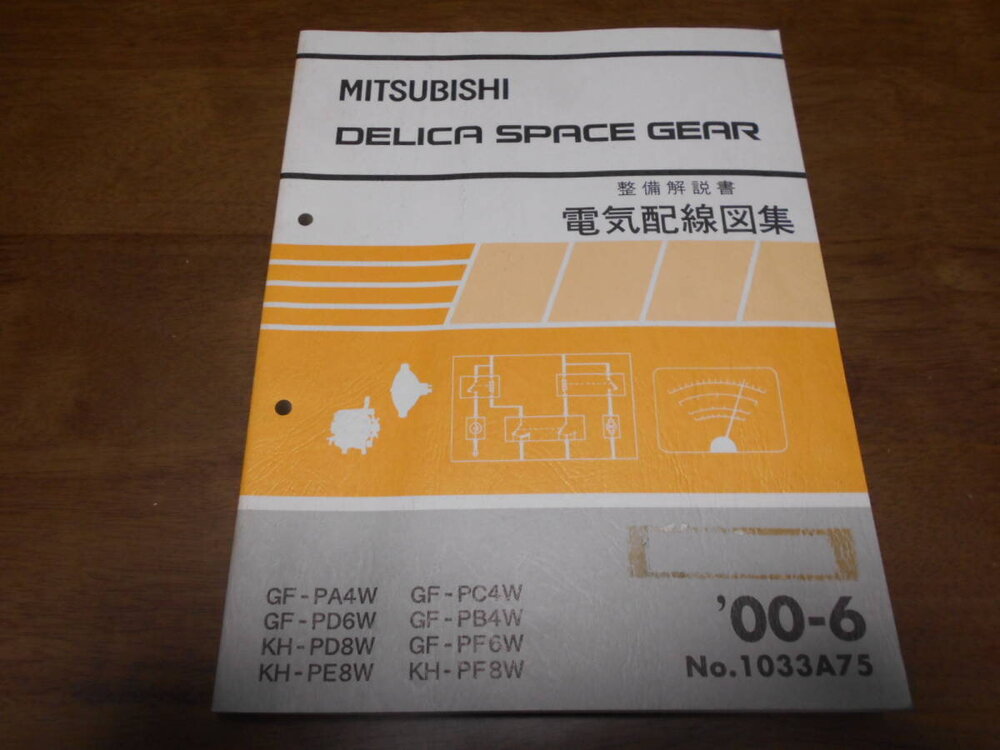 MITSUBISHI
DELICA SPACE GEAR
整備解説書
電気配線図集
GF-PA4W GF-PC4W
GF-PD6W GF-PB4W
KH-PD8W GF-PF6W
KH-PE8W KH-PF8W
'00-6
No.1033A75